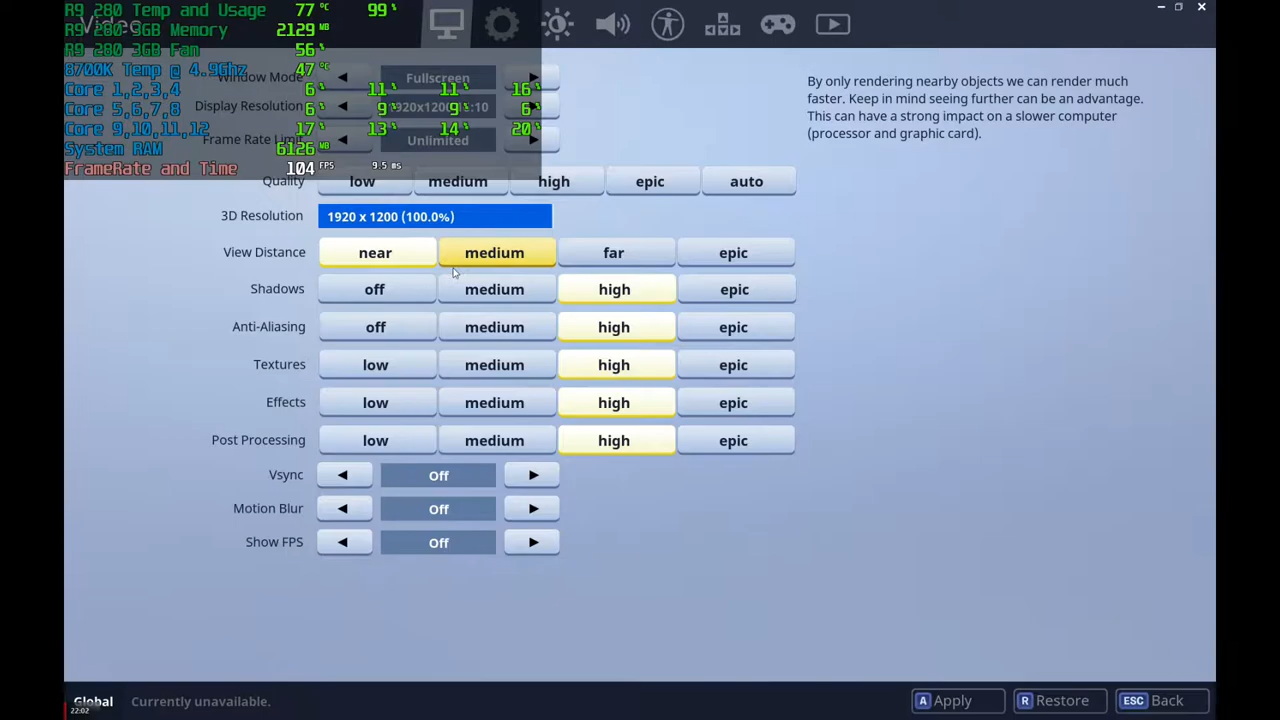 Video
R9 280 Temp and Usage 77 °C 99 %
R9 280 3GB Memory 2129 MB
R9 280 3GB Fan 56 %
8700K Temp @ 4.9Ghz 47 °C
Window Mode Fullscreen
Core 1,2,3,4 6 % 11 % 11 % 16 %
Display Resolution 1920x1200 16:10
Core 5,6,7,8 6 % 9 % 9 % 6 %
Core 9,10,11,12 17 % 13 % 14 % 20 %
Frame Rate Limit Unlimited
System RAM 6126 MB
FrameRate and Time 104 FPS 9.5 ms
Quality low medium high epic auto
3D Resolution 1920 x 1200 (100.0%)
View Distance near medium far epic
Shadows off medium high epic
Anti-Aliasing off medium high epic
Textures low medium high epic
Effects low medium high epic
Post Processing low medium high epic
Vsync Off
Motion Blur Off
Show FPS Off
By only rendering nearby objects we can render much
faster. Keep in mind seeing further can be an advantage.
This can have a strong impact on a slower computer
(processor and graphic card).
Global Currently unavailable.
A Apply R Restore ESC Back
22:02